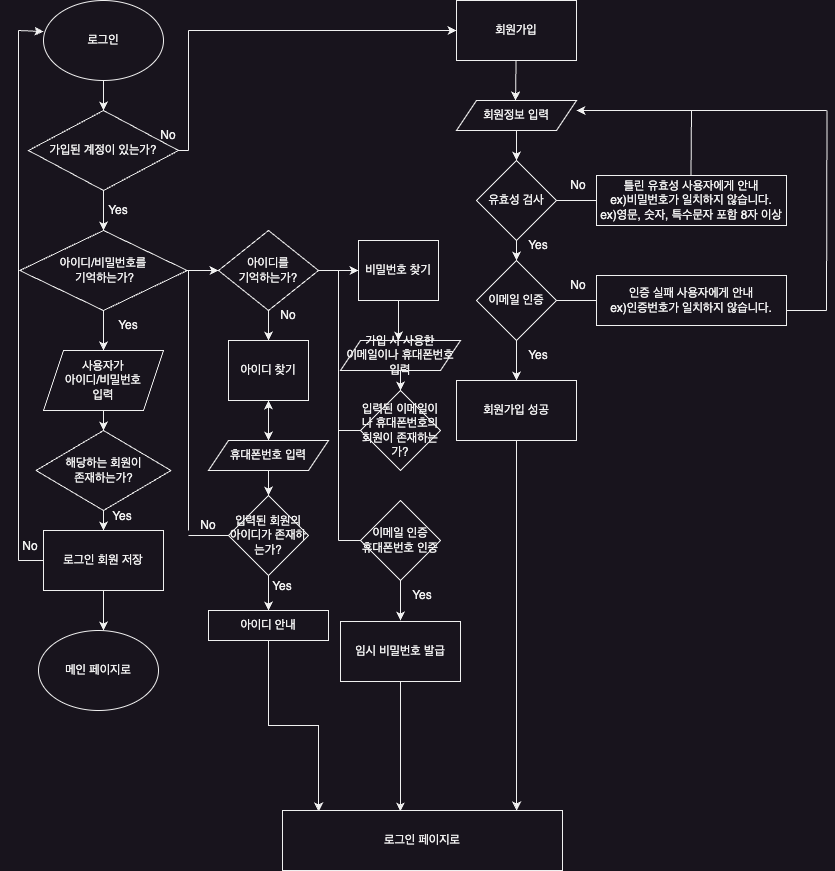 로그인
가입된 계정이 있는가?
No
Yes
아이디/비밀번호를
기억하는가?
Yes
사용자가
아이디/비밀번호
입력
해당하는 회원이
존재하는가?
Yes
No
로그인 회원 저장
메인 페이지로
아이디를
기억하는가?
No
아이디 찾기
휴대폰번호 입력
입력된 회원의
아이디가 존재하
는가?
No
Yes
아이디 안내
비밀번호 찾기
가입 시 사용한
이메일이나 휴대폰번호
입력
입력된 이메일이
나 휴대폰번호의
회원이 존재하는
가?
이메일 인증
휴대폰번호 인증
Yes
임시 비밀번호 발급
회원가입
회원정보 입력
유효성 검사
No
틀린 유효성 사용자에게 안내
ex)비밀번호가 일치하지 않습니다.
ex)영문, 숫자, 특수문자 포함 8자 이상
Yes
이메일 인증
No
인증 실패 사용자에게 안내
ex)인증번호가 일치하지 않습니다.
Yes
회원가입 성공
로그인 페이지로